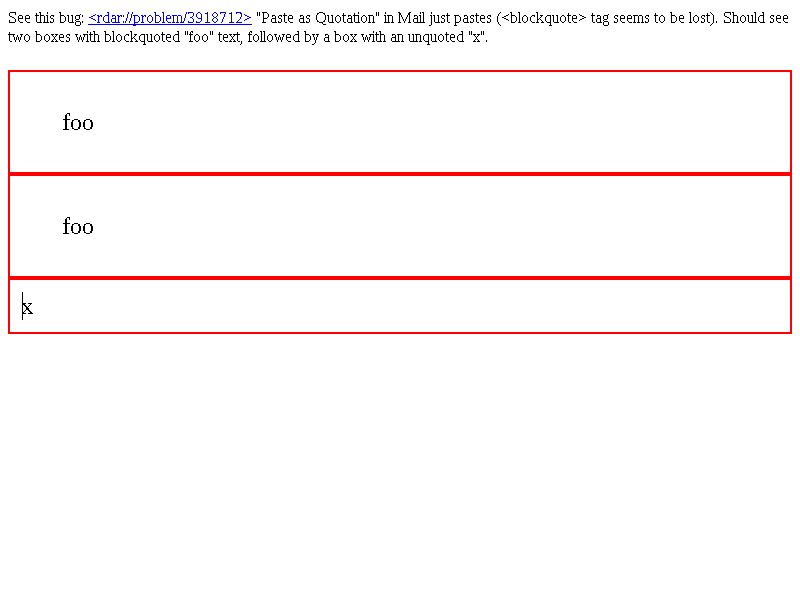 See this bug: <rdar://problem/3918712> "Paste as Quotation" in Mail just pastes (<blockquote> tag seems to be lost). Should see
two boxes with blockquoted "foo" text, followed by a box with an unquoted "x".
foo
foo
x